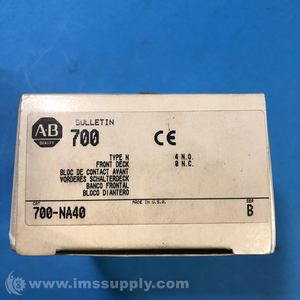 BULLETIN
A-B
QUALITY
700
CE
TYPE N 4 N.O.
FRONT DECK 0 N.C.
BLOC DE CONTACT AVANT
VORDERES SCHALTERDECK
BANCO FRONTAL
BLOCO DIANTERO
CAT MADE IN U.S.A. SER
700-NA40 B
© www.imssupply.com